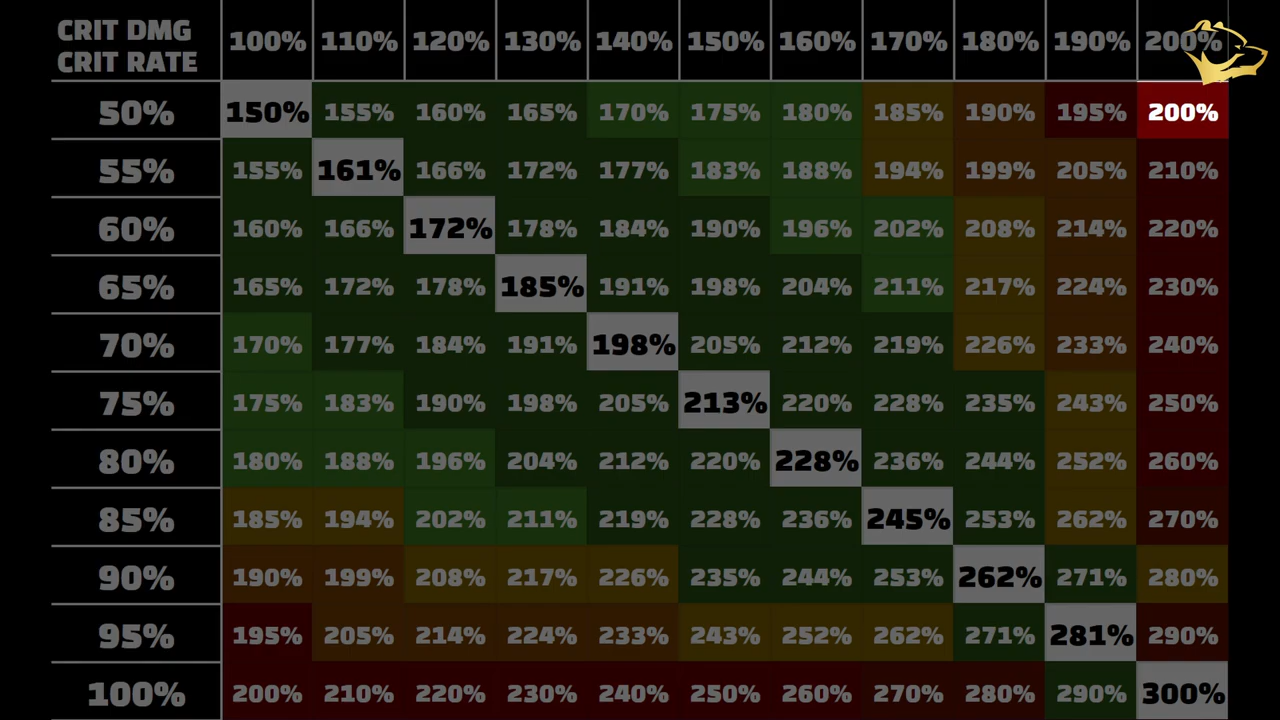 CRIT DMG
CRIT RATE
100% 110% 120% 130% 140% 150% 160% 170% 180% 190% 200%
50% 150% 155% 160% 165% 170% 175% 180% 185% 190% 195% 200%
55% 155% 161% 166% 172% 177% 183% 188% 194% 199% 205% 210%
60% 160% 166% 172% 178% 184% 190% 196% 202% 208% 214% 220%
65% 165% 172% 178% 185% 191% 198% 204% 211% 217% 224% 230%
70% 170% 177% 184% 191% 198% 205% 212% 219% 226% 233% 240%
75% 175% 183% 190% 198% 205% 213% 220% 228% 235% 243% 250%
80% 180% 188% 196% 204% 212% 220% 228% 236% 244% 252% 260%
85% 185% 194% 202% 211% 219% 228% 236% 245% 253% 262% 270%
90% 190% 199% 208% 217% 226% 235% 244% 253% 262% 271% 280%
95% 195% 205% 214% 224% 233% 243% 252% 262% 271% 281% 290%
100% 200% 210% 220% 230% 240% 250% 260% 270% 280% 290% 300%